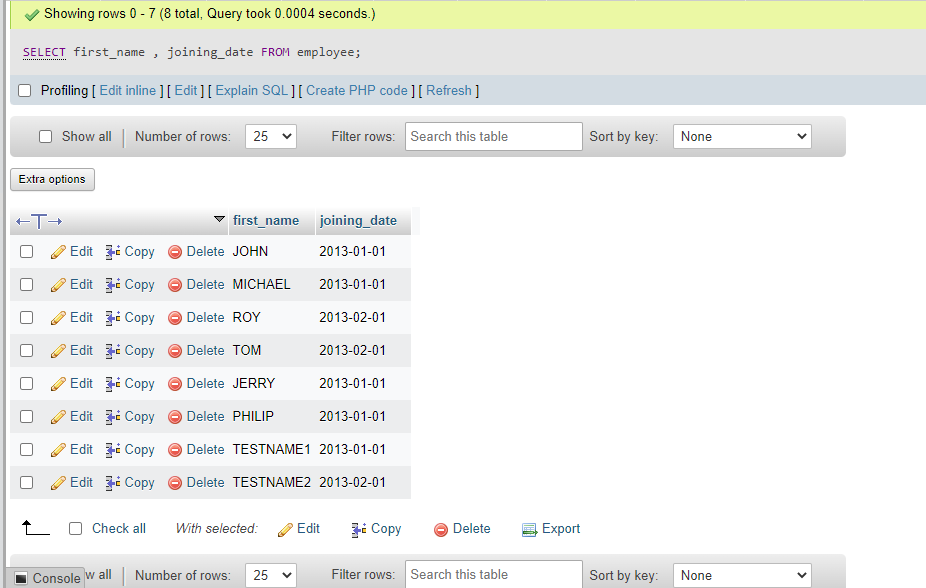 Showing rows 0 - 7 (8 total, Query took 0.0004 seconds.)
SELECT first_name , joining_date FROM employee;
Profiling [ Edit inline ] [ Edit ] [ Explain SQL ] [ Create PHP code ] [ Refresh ]
Show all Number of rows: 25 Filter rows: Search this table Sort by key: None
Extra options
←T→ first_name joining_date
Edit Copy Delete JOHN 2013-01-01
Edit Copy Delete MICHAEL 2013-01-01
Edit Copy Delete ROY 2013-02-01
Edit Copy Delete TOM 2013-02-01
Edit Copy Delete JERRY 2013-01-01
Edit Copy Delete PHILIP 2013-01-01
Edit Copy Delete TESTNAME1 2013-01-01
Edit Copy Delete TESTNAME2 2013-02-01
Check all With selected: Edit Copy Delete Export
Console w all Number of rows: 25 Filter rows: Search this table Sort by key: None